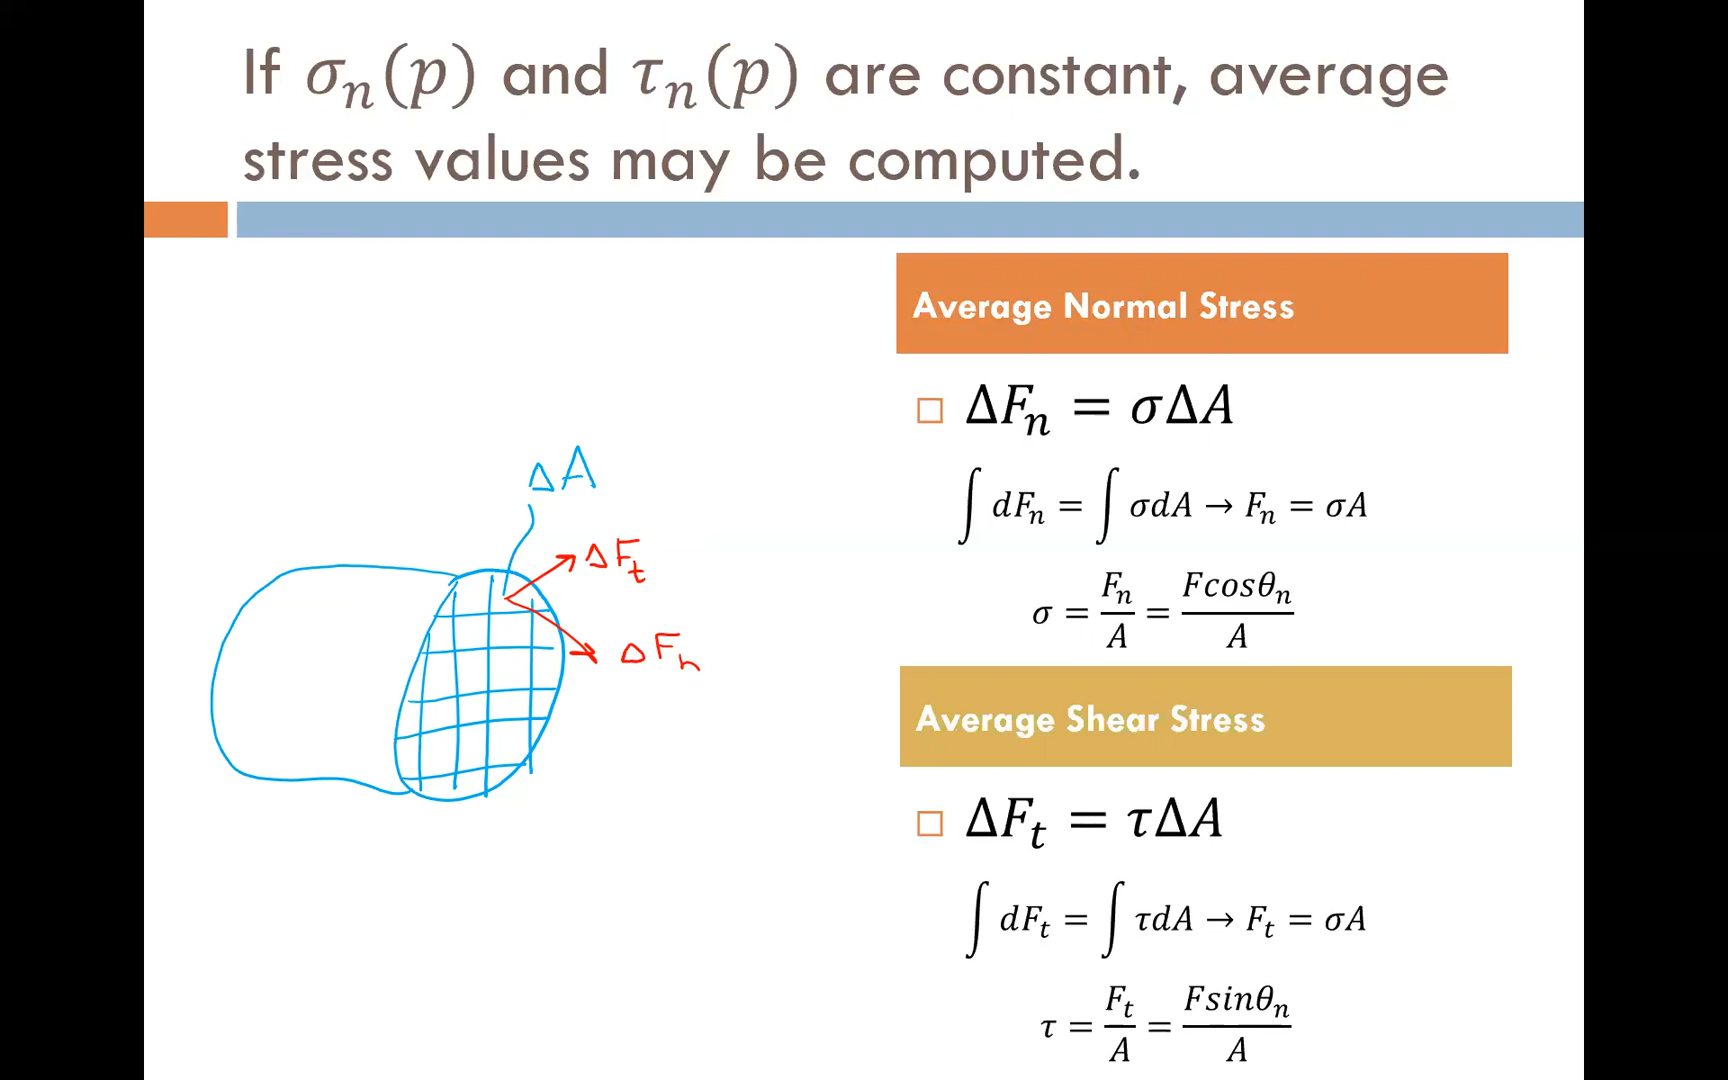 If σₙ(p) and τₙ(p) are constant, average
stress values may be computed.
ΔA
ΔFₜ
ΔFₙ
Average Normal Stress
ΔFₙ = σΔA
∫ dFₙ = ∫ σdA → Fₙ = σA
σ = Fₙ/A = Fcosθₙ/A
Average Shear Stress
ΔFₜ = τΔA
∫ dFₜ = ∫ τdA → Fₜ = σA
τ = Fₜ/A = Fsinθₙ/A